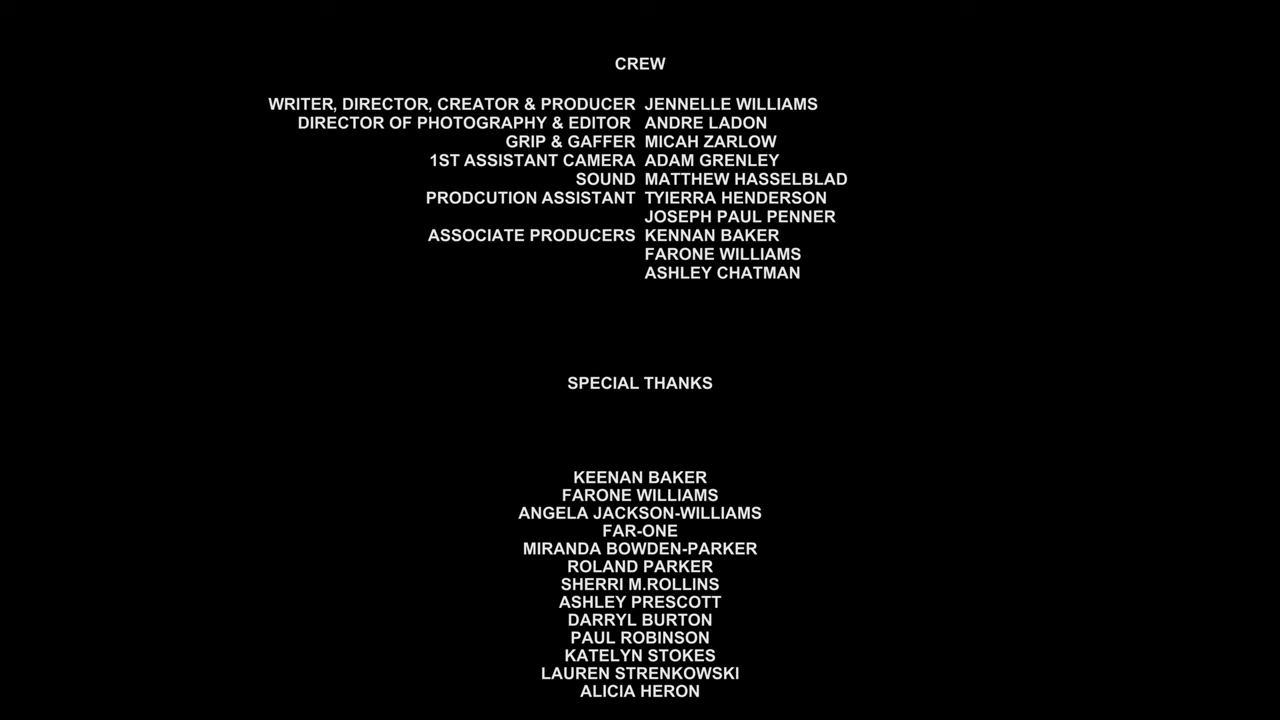 CREW
WRITER, DIRECTOR, CREATOR & PRODUCER JENNELLE WILLIAMS
DIRECTOR OF PHOTOGRAPHY & EDITOR ANDRE LADON
GRIP & GAFFER MICAH ZARLOW
1ST ASSISTANT CAMERA ADAM GRENLEY
SOUND MATTHEW HASSELBLAD
PRODCUTION ASSISTANT TYIERRA HENDERSON
JOSEPH PAUL PENNER
ASSOCIATE PRODUCERS KENNAN BAKER
FARONE WILLIAMS
ASHLEY CHATMAN
SPECIAL THANKS
KEENAN BAKER
FARONE WILLIAMS
ANGELA JACKSON-WILLIAMS
FAR-ONE
MIRANDA BOWDEN-PARKER
ROLAND PARKER
SHERRI M.ROLLINS
ASHLEY PRESCOTT
DARRYL BURTON
PAUL ROBINSON
KATELYN STOKES
LAUREN STRENKOWSKI
ALICIA HERON